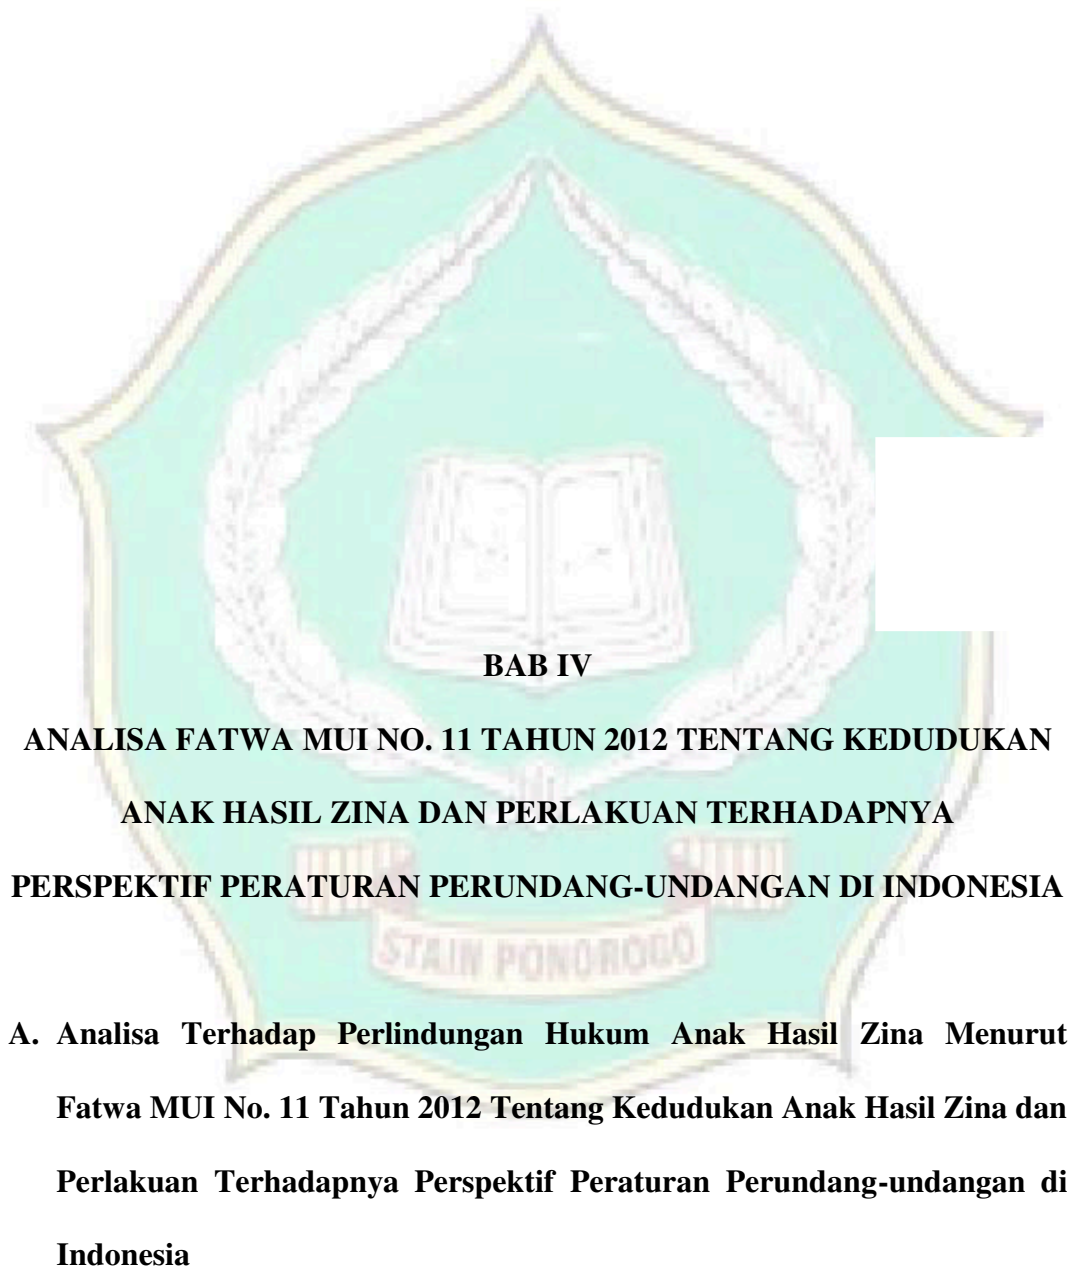 BAB IV
ANALISA FATWA MUI NO. 11 TAHUN 2012 TENTANG KEDUDUKAN
ANAK HASIL ZINA DAN PERLAKUAN TERHADAPNYA
PERSPEKTIF PERATURAN PERUNDANG-UNDANGAN DI INDONESIA
STAIN PONOROGO
A. Analisa Terhadap Perlindungan Hukum Anak Hasil Zina Menurut
Fatwa MUI No. 11 Tahun 2012 Tentang Kedudukan Anak Hasil Zina dan
Perlakuan Terhadapnya Perspektif Peraturan Perundang-undangan di
Indonesia